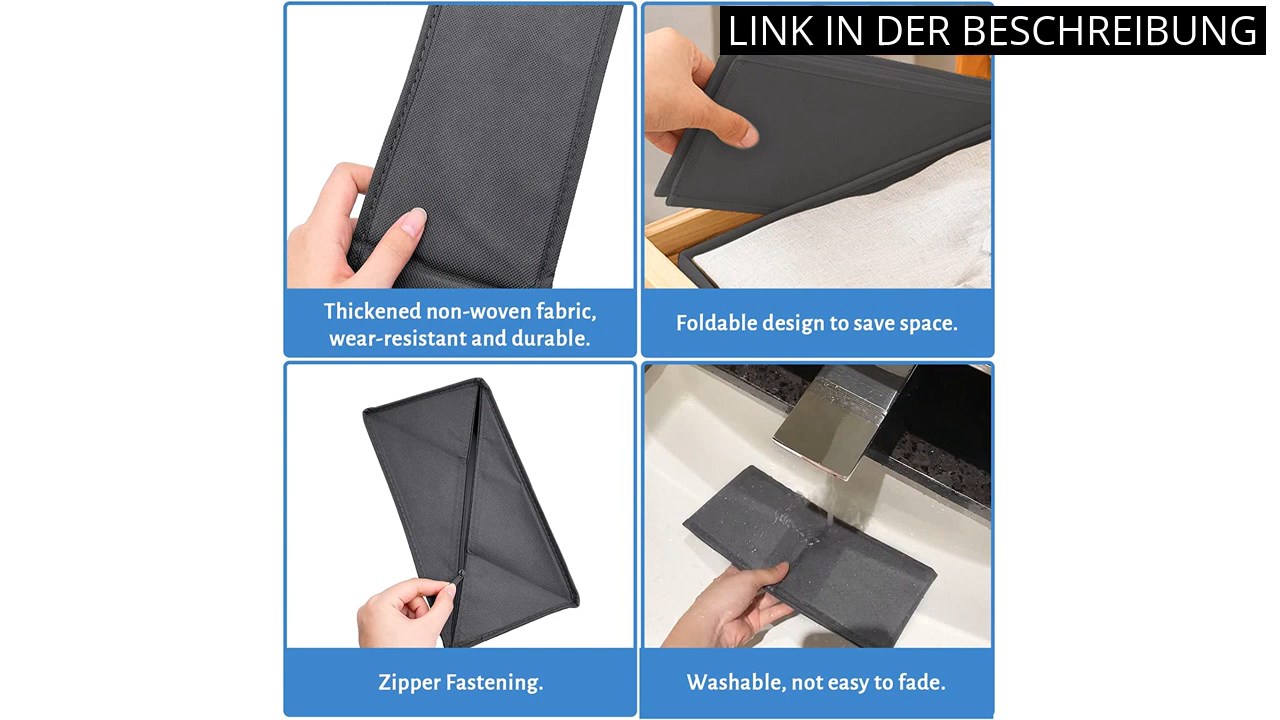 LINK IN DER BESCHREIBUNG
Thickened non-woven fabric,
wear-resistant and durable.
Foldable design to save space.
Zipper Fastening.
Washable, not easy to fade.